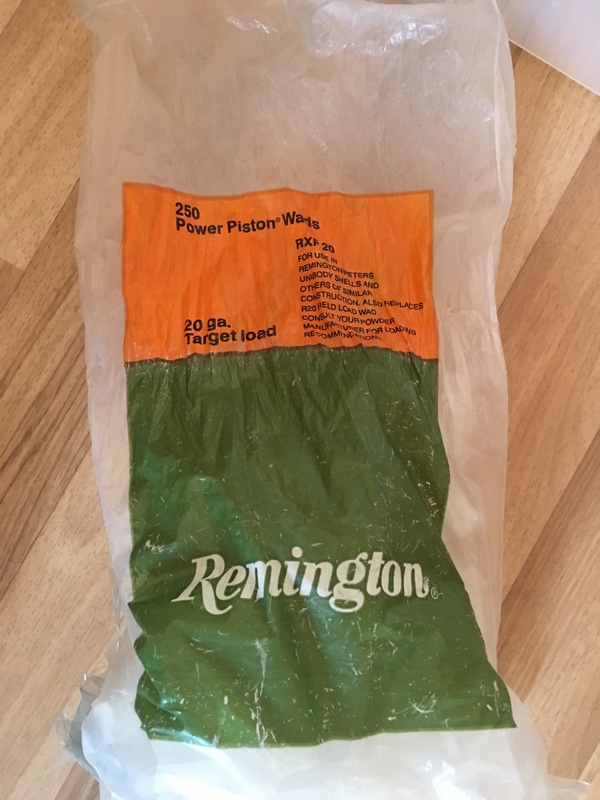 250
Power Piston® Wads
RXP 20
FOR USE IN
REMINGTON/PETERS
UNIBODY SHELLS AND
OTHERS OF SIMILAR
CONSTRUCTION. ALSO REPLACES
R20 FIELD LOAD WAD
CONSULT YOUR POWDER
MANUFACTURER FOR LOADING
RECOMMENDATIONS.
20 ga.
Target load
Remington®